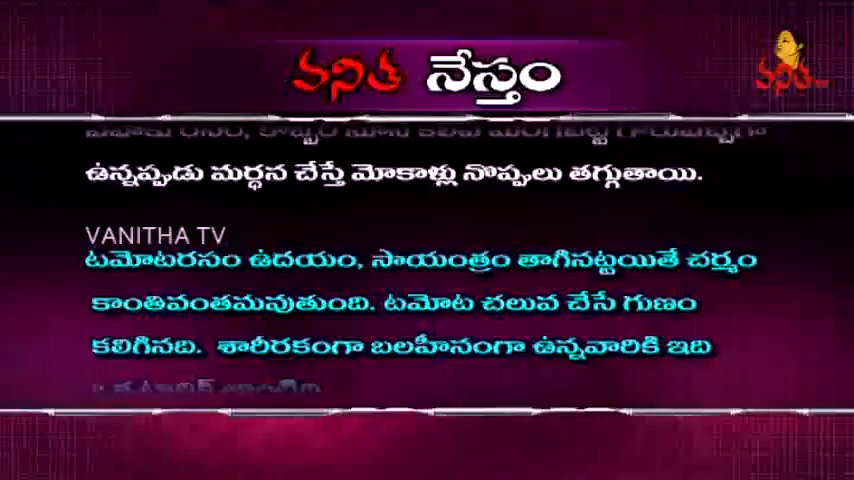 వనిత నేస్తం
వనిత
ఉన్నప్పుడు మర్ధన చేస్తే మోకాళ్లు నొప్పులు తగ్గుతాయి.
VANITHA TV
టమోటరసం ఉదయం, సాయంత్రం తాగినట్టయితే చర్మం
కాంతివంతమవుతుంది. టమోట చలువ చేసే గుణం
కలిగినది. శారీరకంగా బలహీనంగా ఉన్నవారికి ఇది